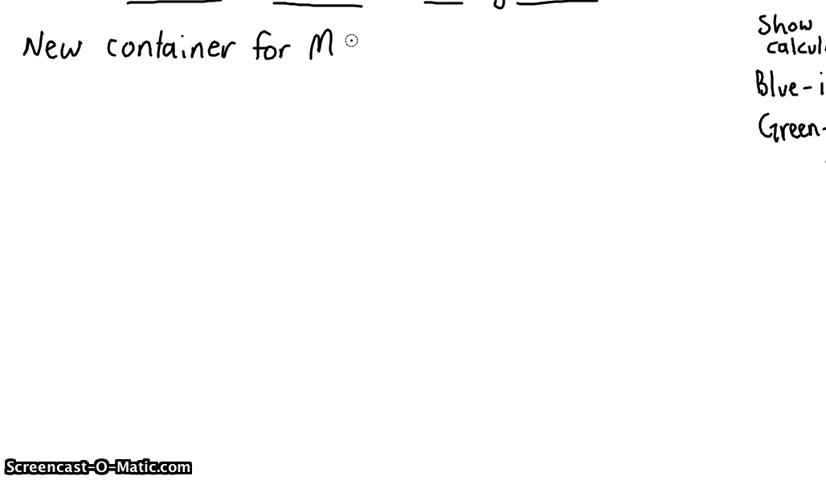 New container for M
Show
calcul
Blue-i
Green-
Screencast-O-Matic.com